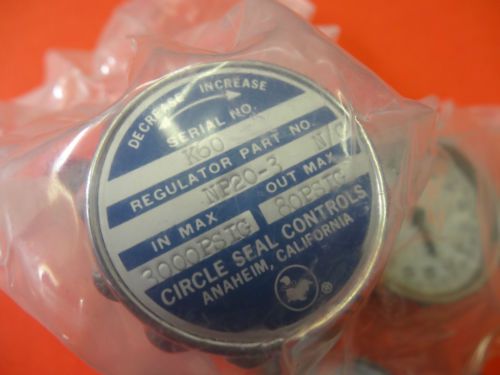 DECREASE INCREASE
SERIAL NO.
K60
REGULATOR PART NO.
NP20-3 N/C
IN MAX OUT MAX
3000PSIG 80PSIG
CIRCLE SEAL CONTROLS
ANAHEIM, CALIFORNIA
®